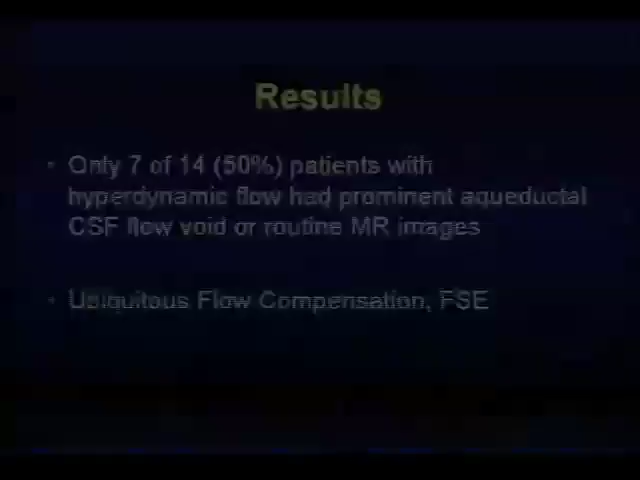 Results
• Only 7 of 14 (50%) patients with
hyperdynamic flow had prominent aqueductal
CSF flow void or routine MR images
• Ubiquitous Flow Compensation, FSE